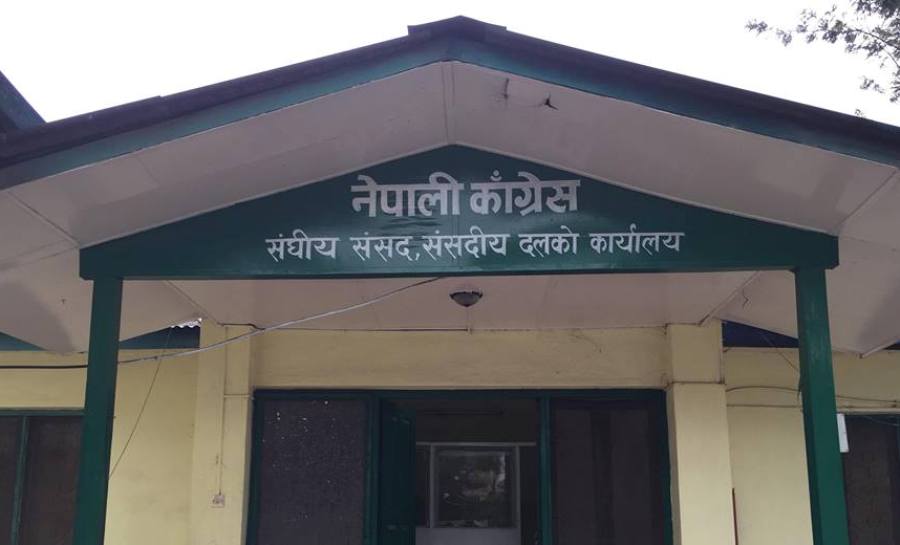 नेपाली काँग्रेस
संघीय संसद, संसदीय दलको कार्यालय